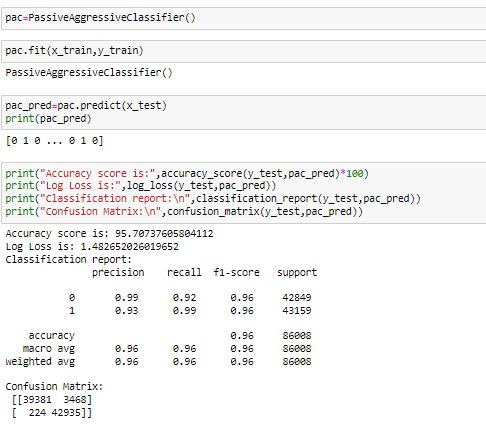 pac=PassiveAggressiveClassifier()
pac.fit(x_train,y_train)
PassiveAggressiveClassifier()
pac_pred=pac.predict(x_test)
print(pac_pred)
[0 1 0 ... 0 1 0]
print("Accuracy score is:",accuracy_score(y_test,pac_pred)*100)
print("Log Loss is:",log_loss(y_test,pac_pred))
print("Classification report:\n",classification_report(y_test,pac_pred))
print("Confusion Matrix:\n",confusion_matrix(y_test,pac_pred))
Accuracy score is: 95.70737605804112
Log Loss is: 1.482652026019652
Classification report:
precision recall f1-score support
0 0.99 0.92 0.96 42849
1 0.93 0.99 0.96 43159
accuracy 0.96 86008
macro avg 0.96 0.96 0.96 86008
weighted avg 0.96 0.96 0.96 86008
Confusion Matrix:
[[39381 3468]
[ 224 42935]]